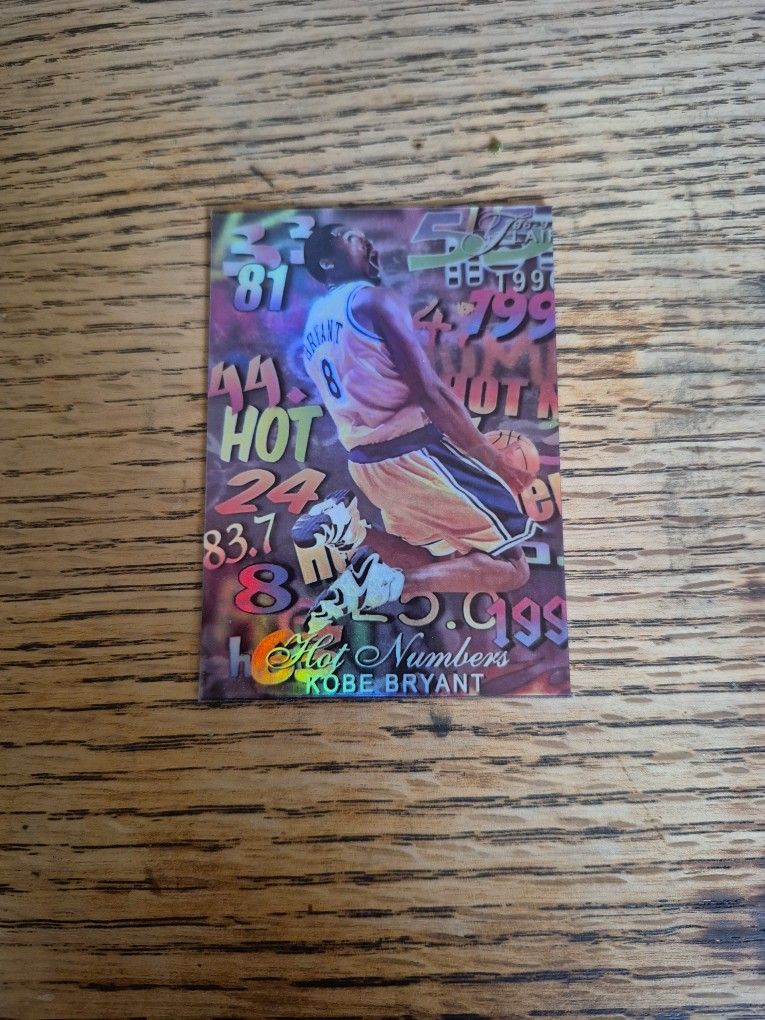 81
1996
199
44.
HOT
HOT N
24
83.7
8
199
Hot Numbers
KOBE BRYANT
BRYANT
8